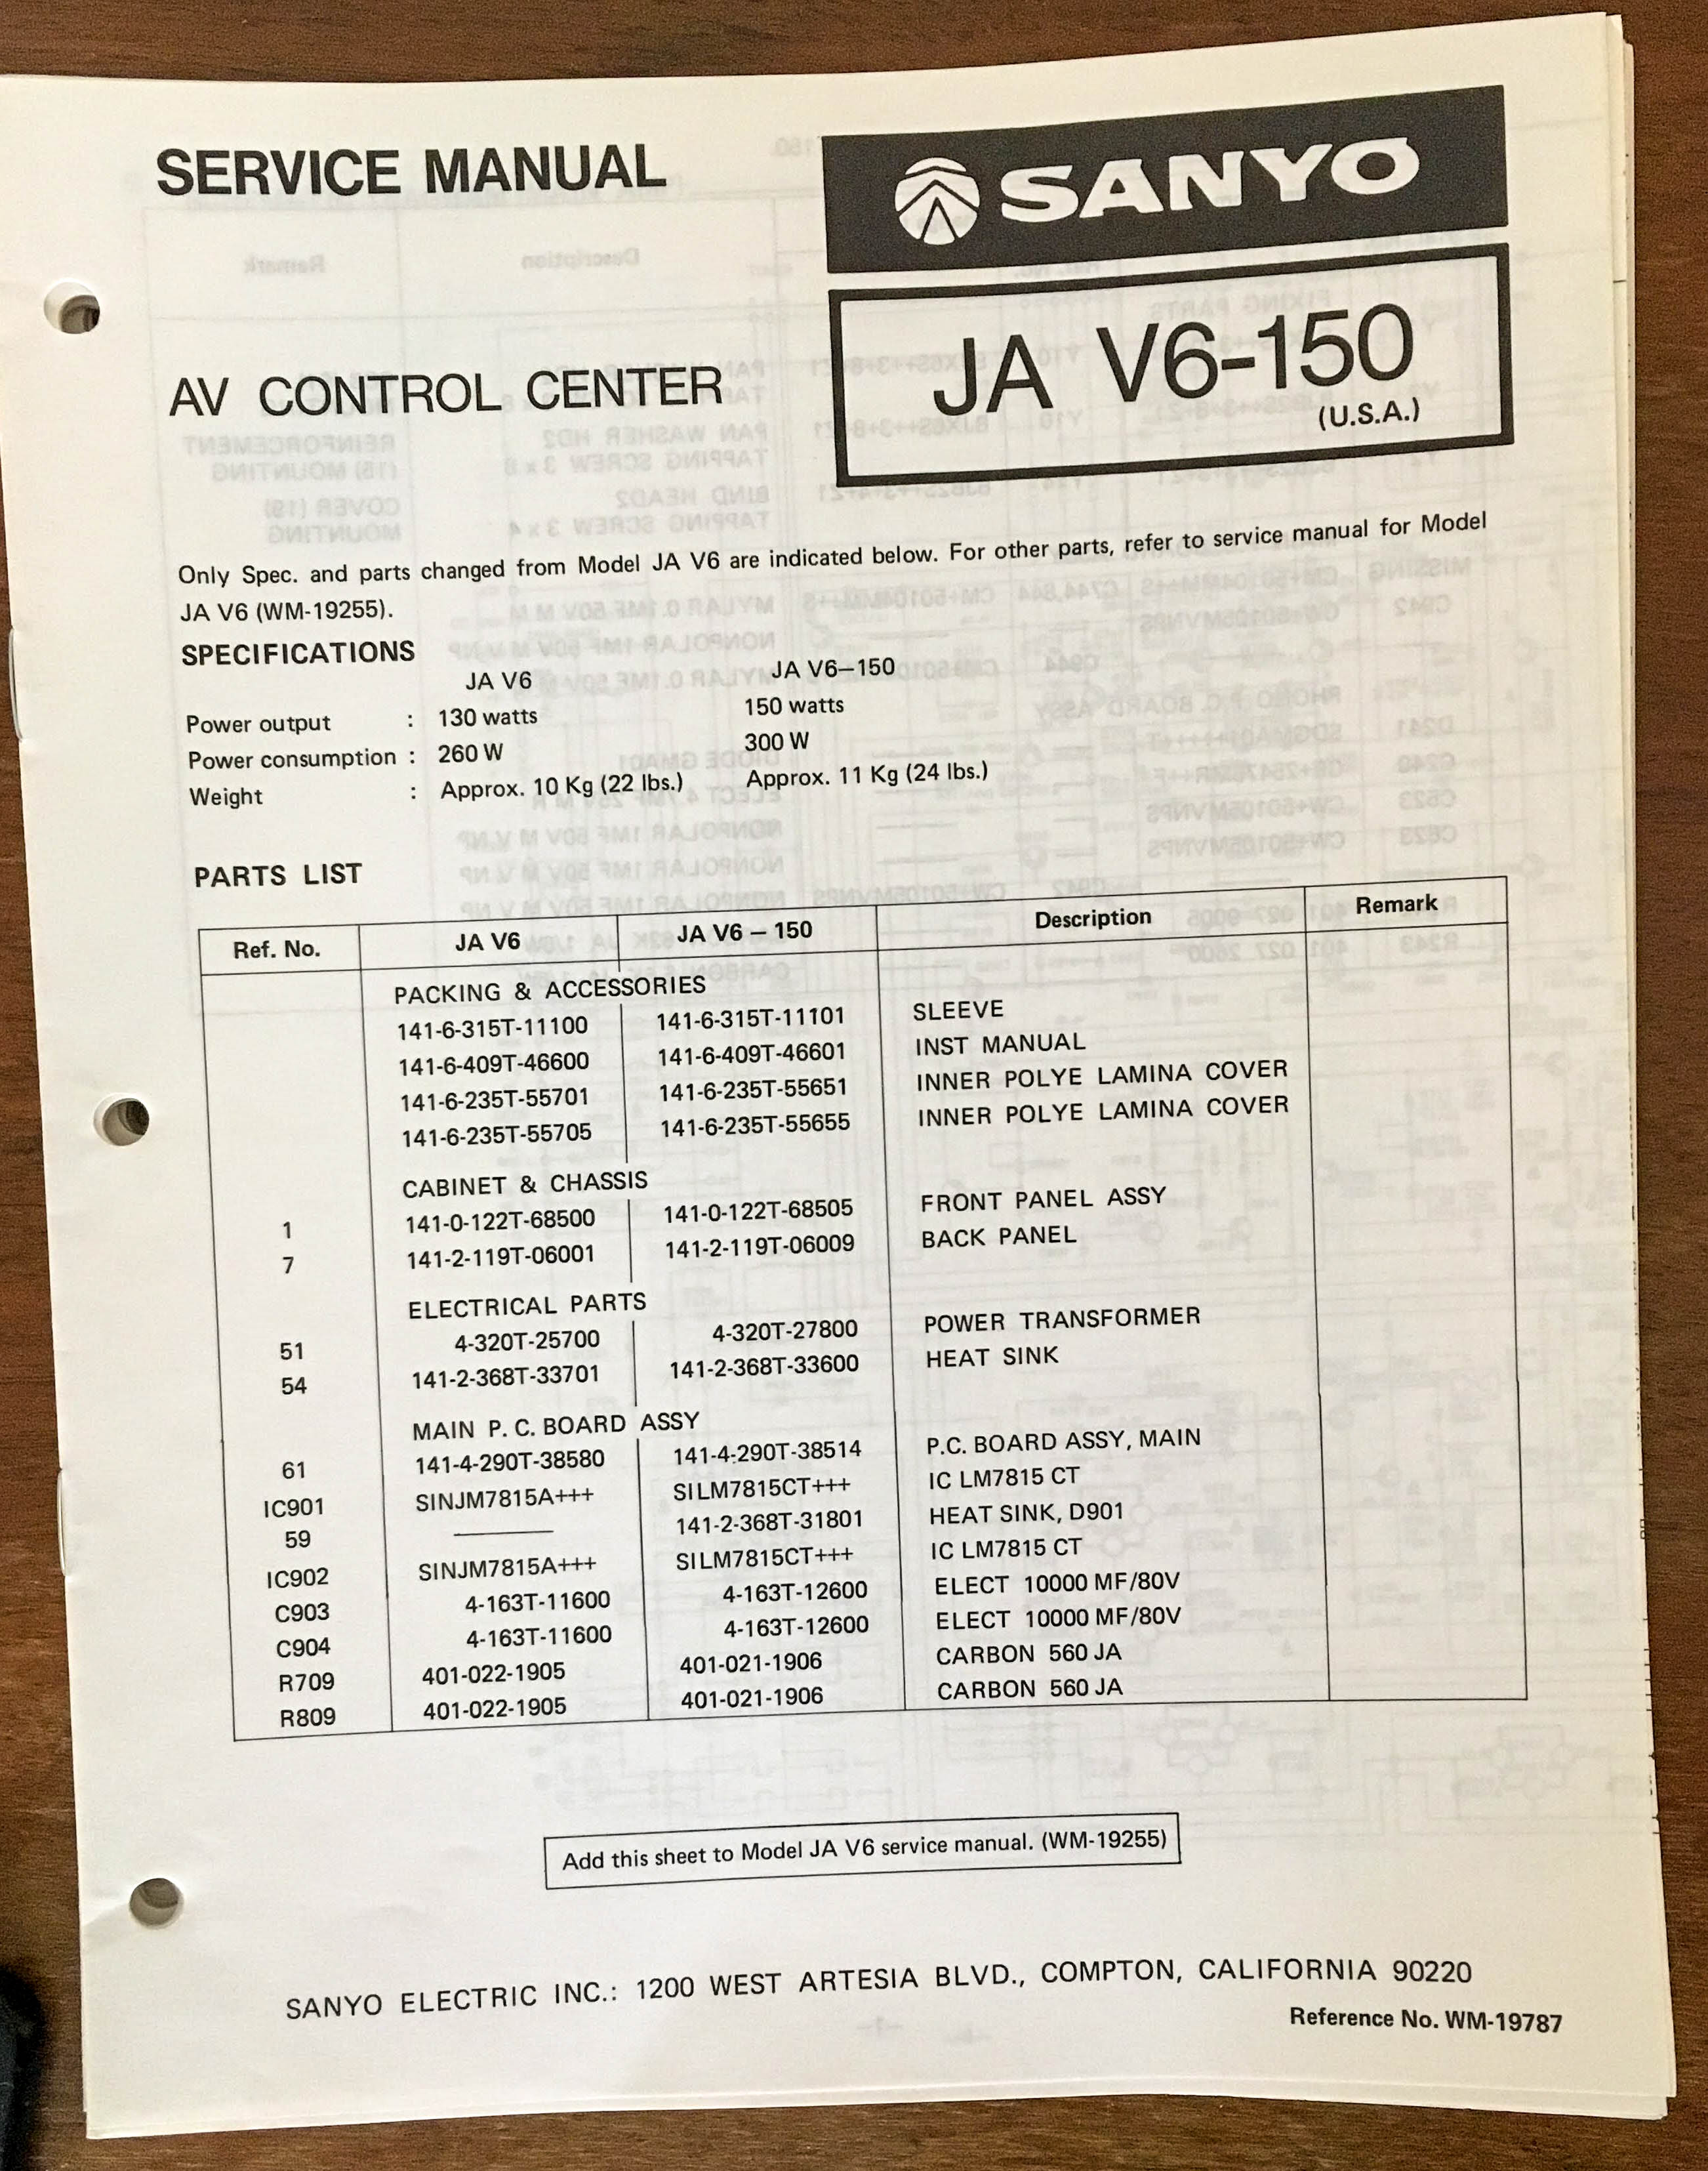 SERVICE MANUAL
SANYO
AV CONTROL CENTER
JA V6-150
(U.S.A.)
Only Spec. and parts changed from Model JA V6 are indicated below. For other parts, refer to service manual for Model
JA V6 (WM-19255).
SPECIFICATIONS
JA V6 JA V6–150
Power output : 130 watts 150 watts
Power consumption : 260 W 300 W
Weight : Approx. 10 Kg (22 lbs.) Approx. 11 Kg (24 lbs.)
PARTS LIST
Ref. No. JA V6 JA V6 – 150 Description Remark
PACKING & ACCESSORIES
141-6-315T-11100 141-6-315T-11101 SLEEVE
141-6-409T-46600 141-6-409T-46601 INST MANUAL
141-6-235T-55701 141-6-235T-55651 INNER POLYE LAMINA COVER
141-6-235T-55705 141-6-235T-55655 INNER POLYE LAMINA COVER
CABINET & CHASSIS
1 141-0-122T-68500 141-0-122T-68505 FRONT PANEL ASSY
7 141-2-119T-06001 141-2-119T-06009 BACK PANEL
ELECTRICAL PARTS
51 4-320T-25700 4-320T-27800 POWER TRANSFORMER
54 141-2-368T-33701 141-2-368T-33600 HEAT SINK
MAIN P. C. BOARD ASSY
61 141-4-290T-38580 141-4-290T-38514 P.C. BOARD ASSY, MAIN
IC901 SINJM7815A+++ SILM7815CT+++ IC LM7815 CT
59 ——— 141-2-368T-31801 HEAT SINK, D901
IC902 SINJM7815A+++ SILM7815CT+++ IC LM7815 CT
C903 4-163T-11600 4-163T-12600 ELECT 10000 MF/80V
C904 4-163T-11600 4-163T-12600 ELECT 10000 MF/80V
R709 401-022-1905 401-021-1906 CARBON 560 JA
R809 401-022-1905 401-021-1906 CARBON 560 JA
Add this sheet to Model JA V6 service manual. (WM-19255)
SANYO ELECTRIC INC.: 1200 WEST ARTESIA BLVD., COMPTON, CALIFORNIA 90220
Reference No. WM-19787